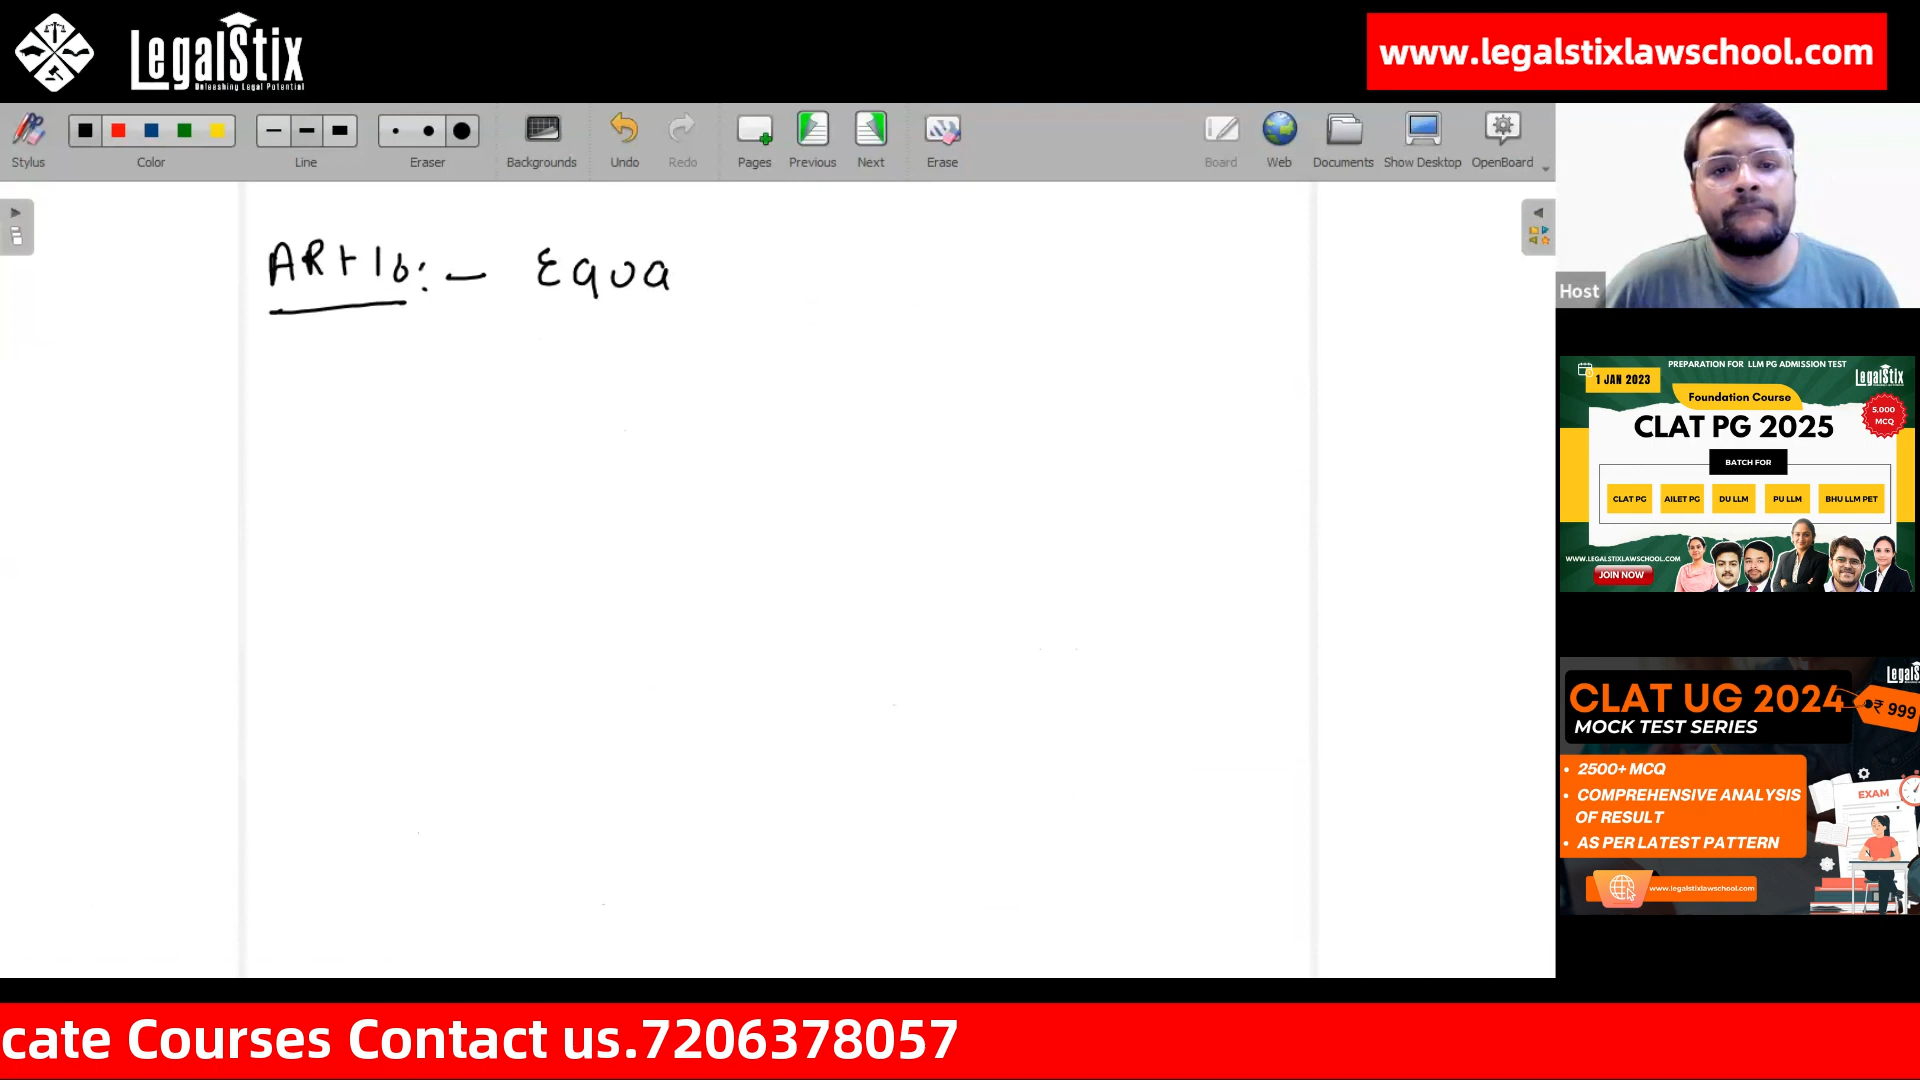 LegalStix
Unleashing Legal Potential
www.legalstixlawschool.com
Stylus
Color
Line
Eraser
Backgrounds
Undo
Redo
Pages
Previous
Next
Erase
Board
Web
Documents
Show Desktop
OpenBoard
ARt 16:- Equa
Host
PREPARATION FOR LLM PG ADMISSION TEST
1 JAN 2023
LegalStix
Foundation Course
CLAT PG 2025
5,000
MCQ
BATCH FOR
CLAT PG
AILET PG
DU LLM
PU LLM
BHU LLM PET
WWW.LEGALSTIXLAWSCHOOL.COM
JOIN NOW
LegalS
CLAT UG 2024
₹ 999
MOCK TEST SERIES
• 2500+ MCQ
• COMPREHENSIVE ANALYSIS
OF RESULT
• AS PER LATEST PATTERN
EXAM
www.legalstixlawschool.com
cate Courses Contact us.7206378057